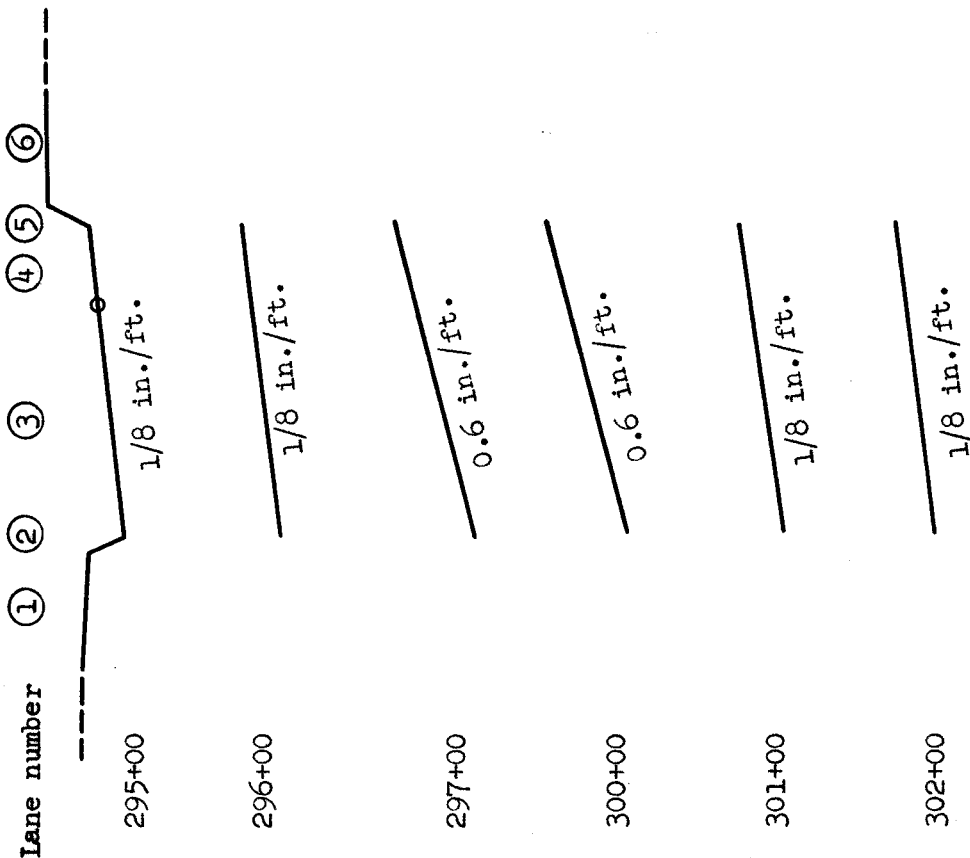 Lane number ① ② ③ ④ ⑤ ⑥
295+00 1/8 in./ft.
296+00 1/8 in./ft.
297+00 0.6 in./ft.
300+00 0.6 in./ft.
301+00 1/8 in./ft.
302+00 1/8 in./ft.